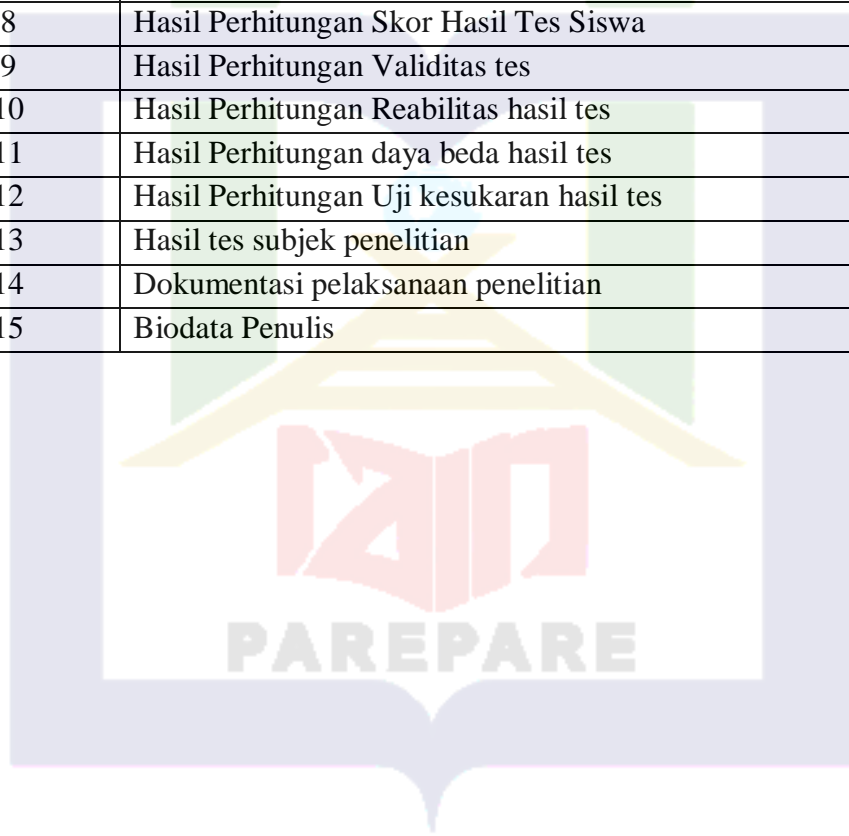 8 Hasil Perhitungan Skor Hasil Tes Siswa
9 Hasil Perhitungan Validitas tes
10 Hasil Perhitungan Reabilitas hasil tes
11 Hasil Perhitungan daya beda hasil tes
12 Hasil Perhitungan Uji kesukaran hasil tes
13 Hasil tes subjek penelitian
14 Dokumentasi pelaksanaan penelitian
15 Biodata Penulis
iain
PAREPARE